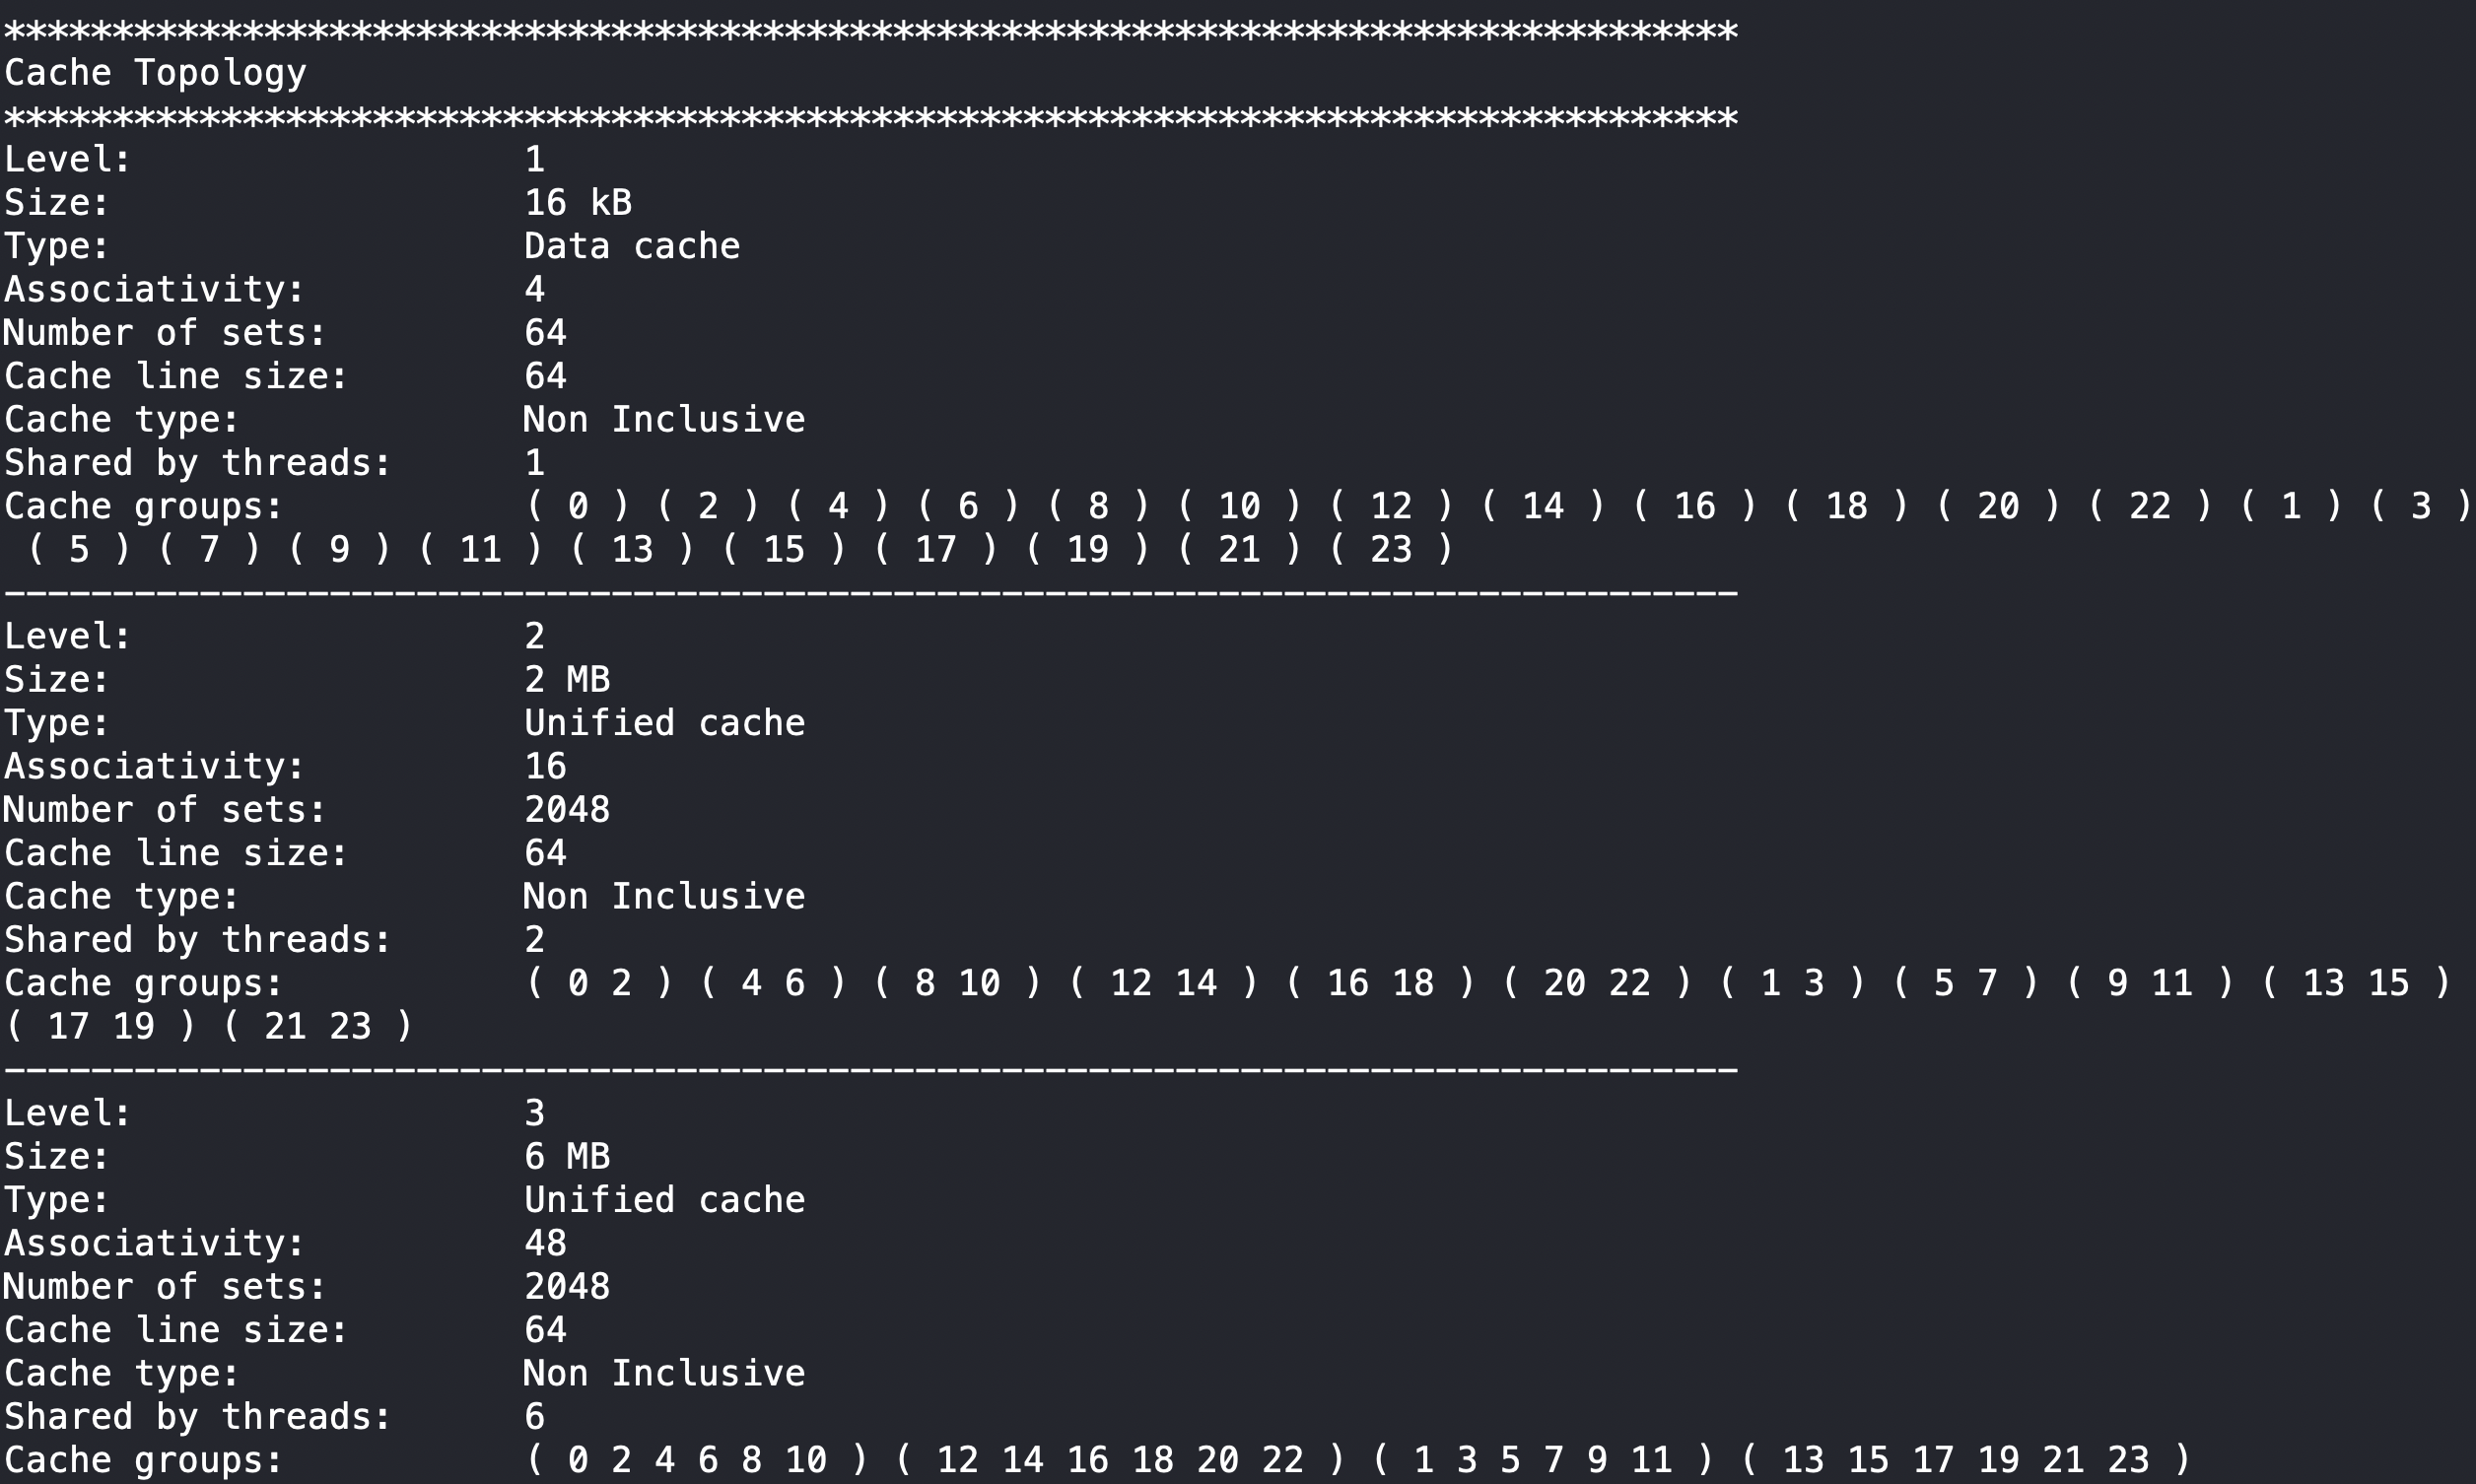 ********************************************************************************
Cache Topology
********************************************************************************
Level: 1
Size: 16 kB
Type: Data cache
Associativity: 4
Number of sets: 64
Cache line size: 64
Cache type: Non Inclusive
Shared by threads: 1
Cache groups: ( 0 ) ( 2 ) ( 4 ) ( 6 ) ( 8 ) ( 10 ) ( 12 ) ( 14 ) ( 16 ) ( 18 ) ( 20 ) ( 22 ) ( 1 ) ( 3 )
( 5 ) ( 7 ) ( 9 ) ( 11 ) ( 13 ) ( 15 ) ( 17 ) ( 19 ) ( 21 ) ( 23 )
--------------------------------------------------------------------------------
Level: 2
Size: 2 MB
Type: Unified cache
Associativity: 16
Number of sets: 2048
Cache line size: 64
Cache type: Non Inclusive
Shared by threads: 2
Cache groups: ( 0 2 ) ( 4 6 ) ( 8 10 ) ( 12 14 ) ( 16 18 ) ( 20 22 ) ( 1 3 ) ( 5 7 ) ( 9 11 ) ( 13 15 )
( 17 19 ) ( 21 23 )
--------------------------------------------------------------------------------
Level: 3
Size: 6 MB
Type: Unified cache
Associativity: 48
Number of sets: 2048
Cache line size: 64
Cache type: Non Inclusive
Shared by threads: 6
Cache groups: ( 0 2 4 6 8 10 ) ( 12 14 16 18 20 22 ) ( 1 3 5 7 9 11 ) ( 13 15 17 19 21 23 )